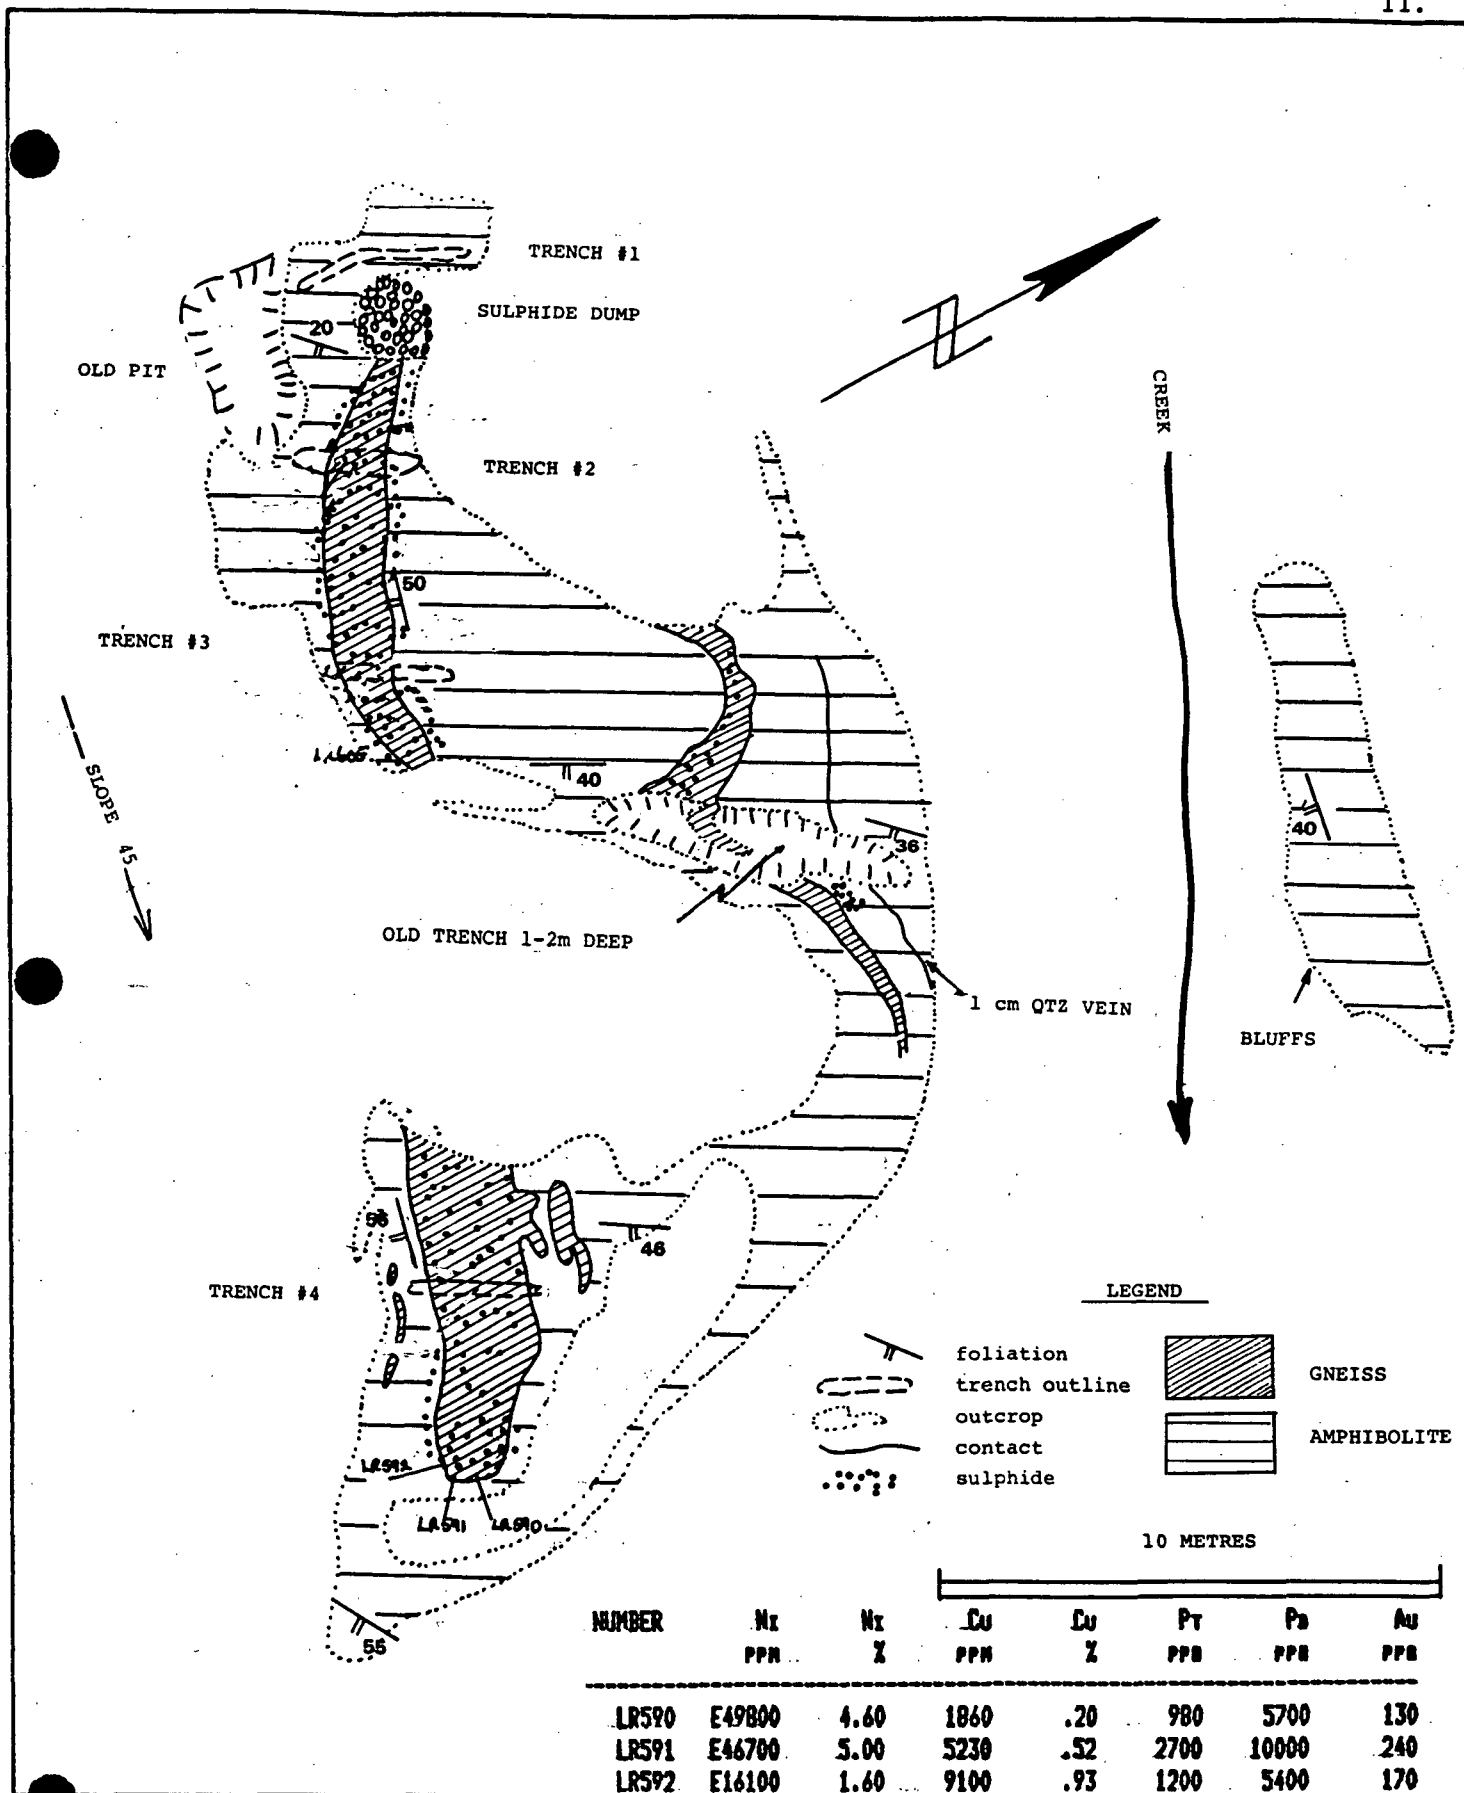 11.
TRENCH #1
SULPHIDE DUMP
20
OLD PIT
CREEK
TRENCH #2
50
TRENCH #3
40
SLOPE 45
40
36
OLD TRENCH 1-2m DEEP
1 cm QTZ VEIN
BLUFFS
56
46
TRENCH #4
LEGEND
foliation
trench outline
outcrop
contact
sulphide
GNEISS
AMPHIBOLITE
LR592
LR591 LR590
10 METRES
55
NUMBER Ni Ni Cu Cu Pt Pd Au
PPM % PPM % PPB PPB PPB
LR590 E49800 4.60 1860 .20 980 5700 130
LR591 E46700 5.00 5230 .52 2700 10000 240
LR592 E16100 1.60 9100 .93 1200 5400 170